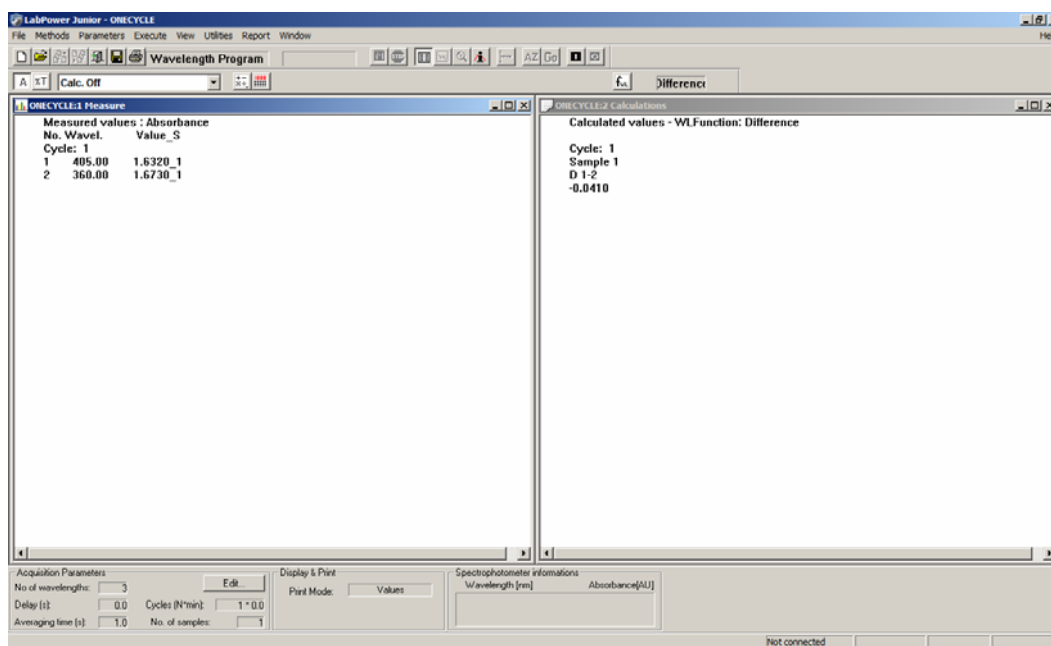 LabPower Junior - ONECYCLE
File Methods Parameters Execute View Utilities Report Window He
Wavelength Program
AZ Go
A %T Calc. Off
Difference
ONECYCLE:1 Measure
Measured values : Absorbance
No. Wavel. Value_S
Cycle: 1
1 405.00 1.6320_1
2 360.00 1.6730_1
ONECYCLE:2 Calculations
Calculated values - WLFunction: Difference
Cycle: 1
Sample 1
D 1-2
-0.0410
Acquisition Parameters
No of wavelengths: 3 Edit...
Delay (s): 0.0 Cycles (N*min): 1 * 0.0
Averaging time (s): 1.0 No. of samples: 1
Display & Print
Print Mode: Values
Spectrophotometer informations
Wavelength [nm] Absorbance[AU]
Not connected